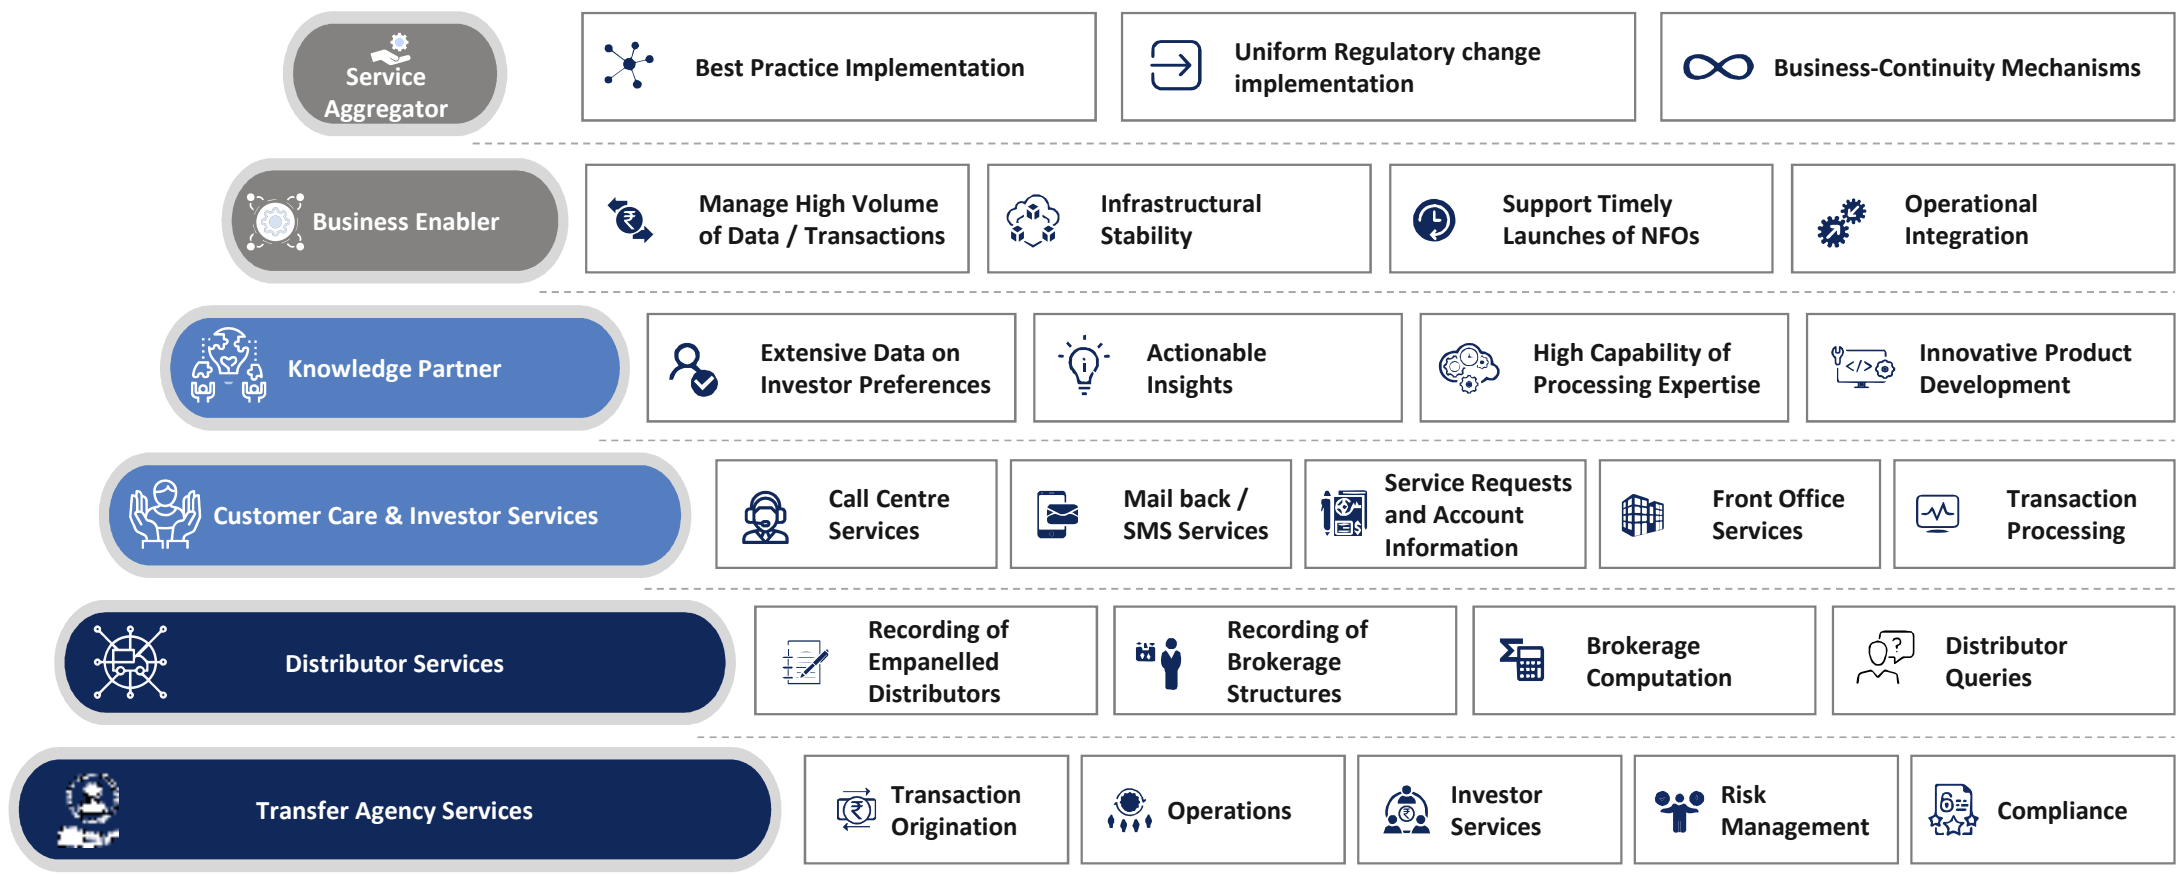 Service
Aggregator
Best Practice Implementation
Uniform Regulatory change
implementation
Business-Continuity Mechanisms
Business Enabler
Manage High Volume
of Data / Transactions
Infrastructural
Stability
Support Timely
Launches of NFOs
Operational
Integration
Knowledge Partner
Extensive Data on
Investor Preferences
Actionable
Insights
High Capability of
Processing Expertise
Innovative Product
Development
Customer Care & Investor Services
Call Centre
Services
Mail back /
SMS Services
Service Requests
and Account
Information
Front Office
Services
Transaction
Processing
Distributor Services
Recording of
Empanelled
Distributors
Recording of
Brokerage
Structures
Brokerage
Computation
Distributor
Queries
Transfer Agency Services
Transaction
Origination
Operations
Investor
Services
Risk
Management
Compliance